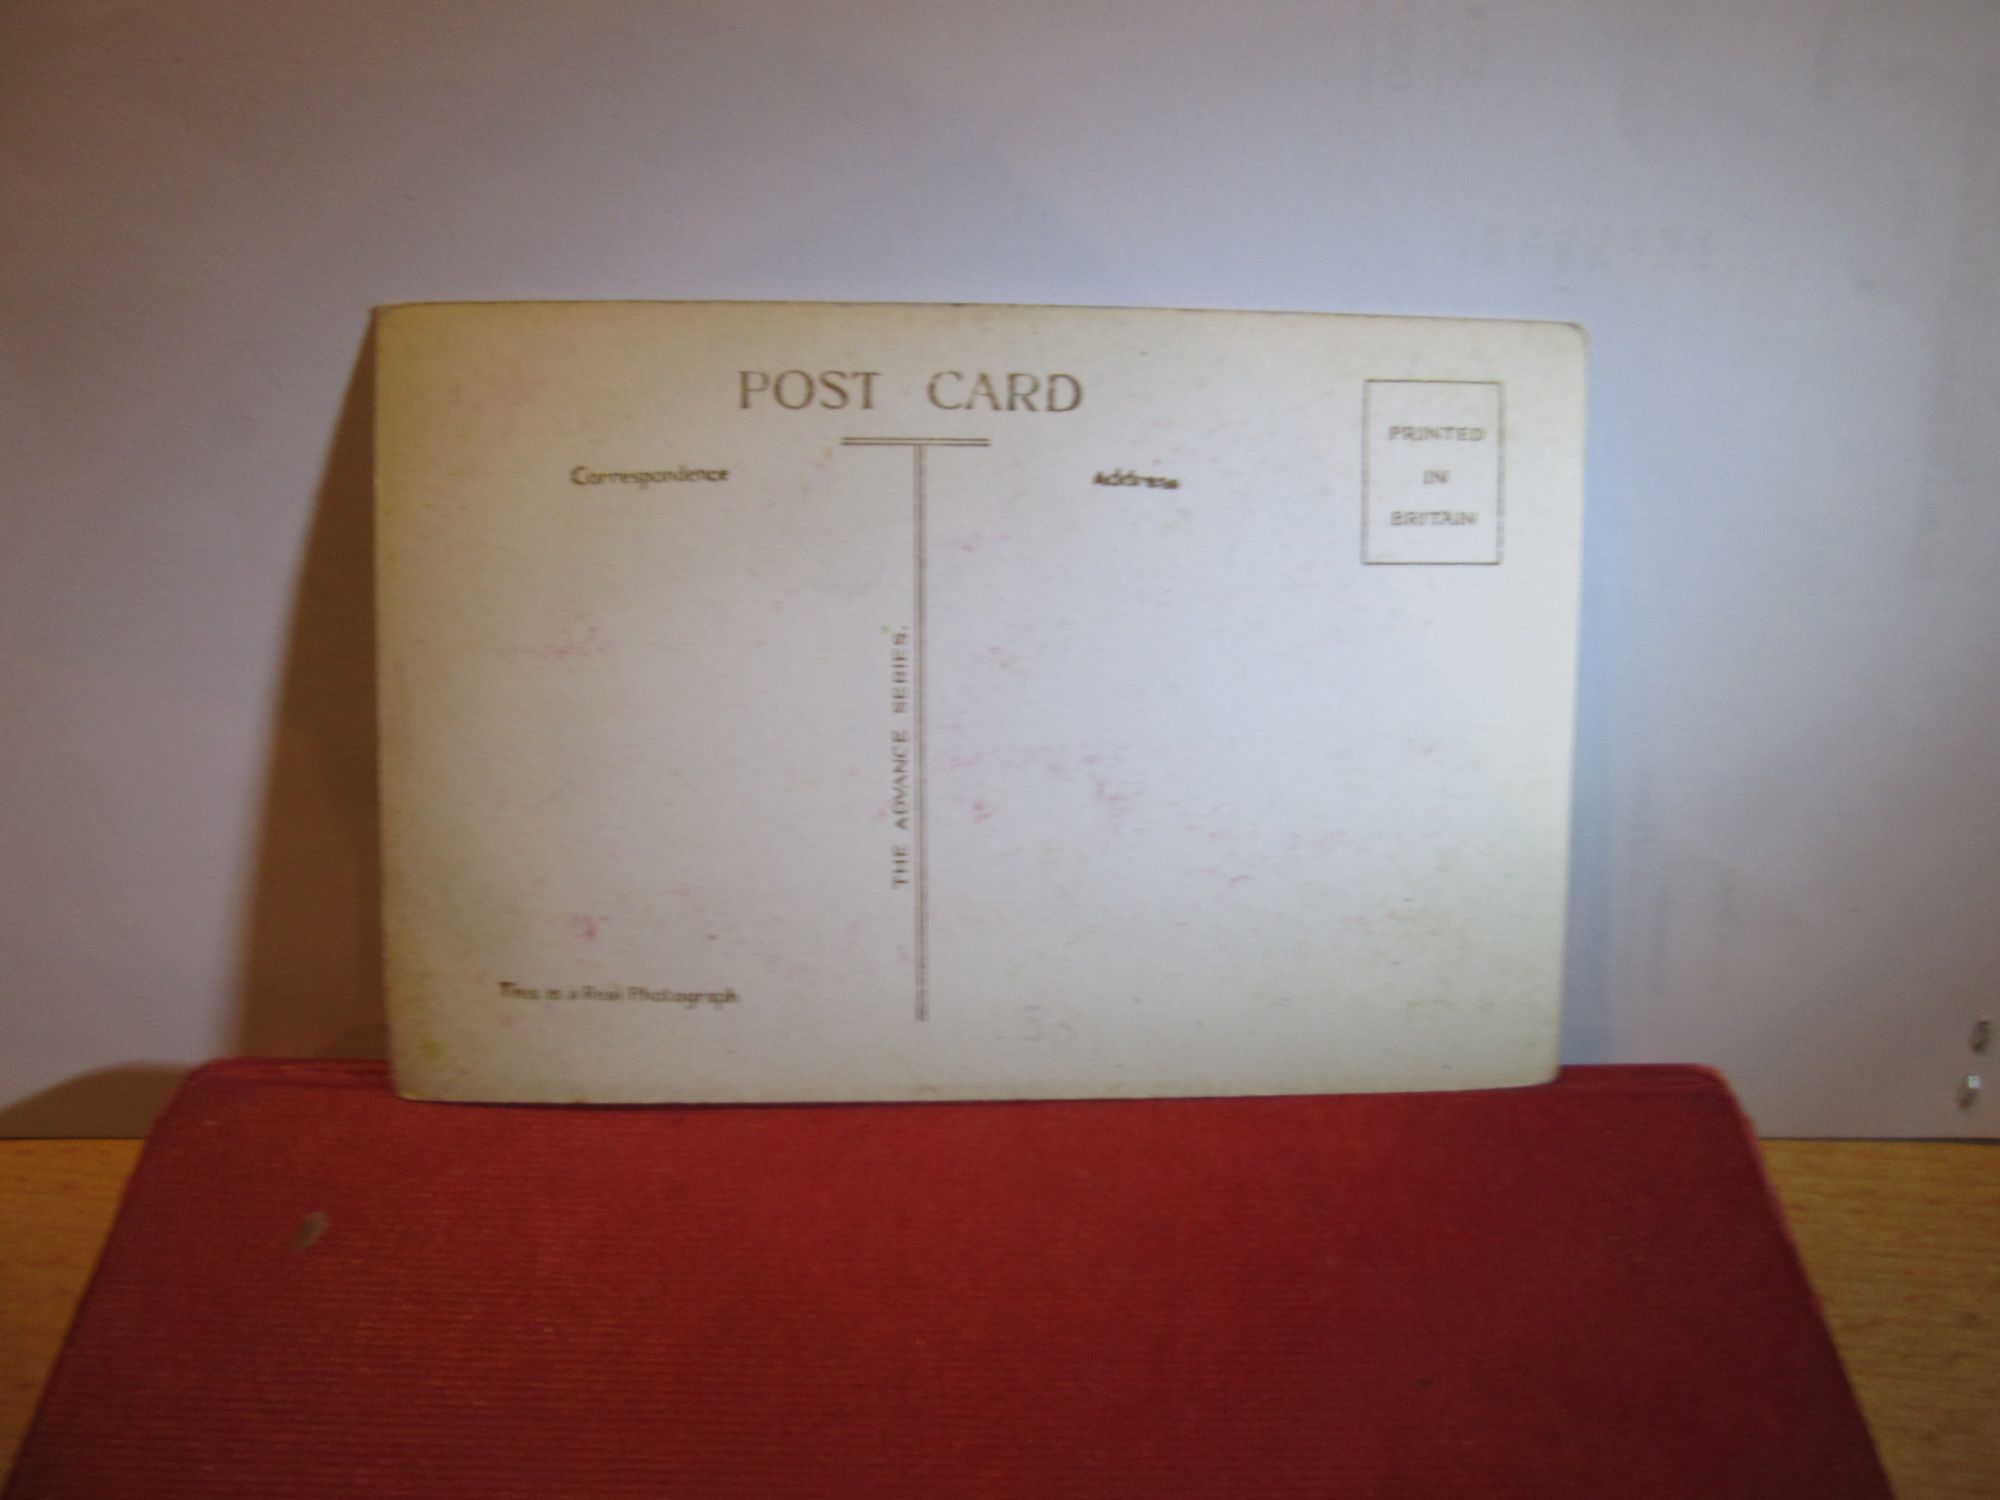 POST CARD
Correspondence
Address
PRINTED
IN
BRITAIN
THE ADVANCE SERIES.
This is a Real Photograph